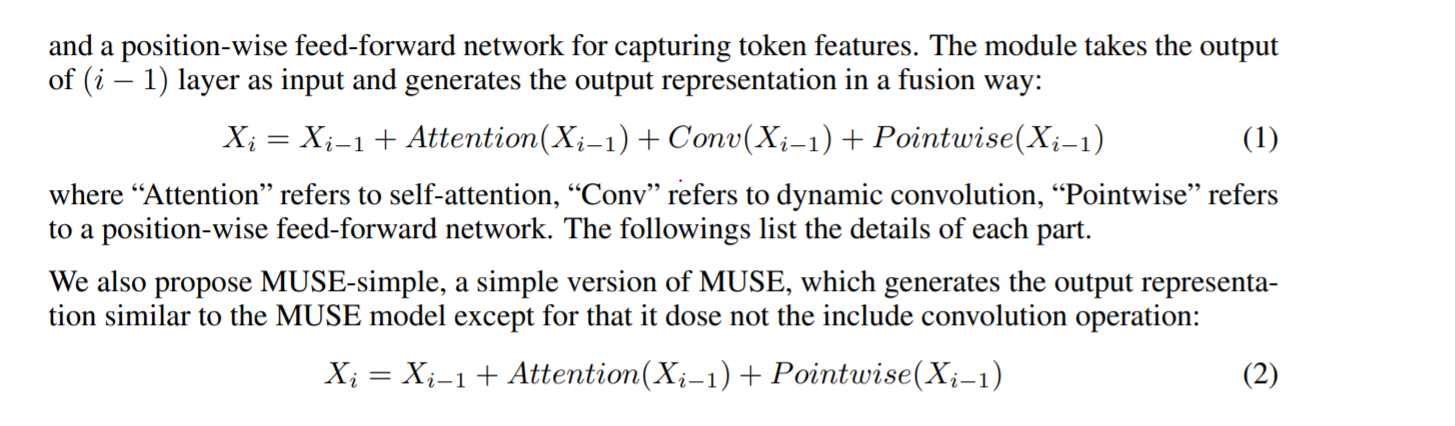 and a position-wise feed-forward network for capturing token features. The module takes the output
of (i − 1) layer as input and generates the output representation in a fusion way:
X_i = X_{i−1} + Attention(X_{i−1}) + Conv(X_{i−1}) + Pointwise(X_{i−1}) (1)
where “Attention” refers to self-attention, “Conv” refers to dynamic convolution, “Pointwise” refers
to a position-wise feed-forward network. The followings list the details of each part.
We also propose MUSE-simple, a simple version of MUSE, which generates the output representa-
tion similar to the MUSE model except for that it dose not the include convolution operation:
X_i = X_{i−1} + Attention(X_{i−1}) + Pointwise(X_{i−1}) (2)